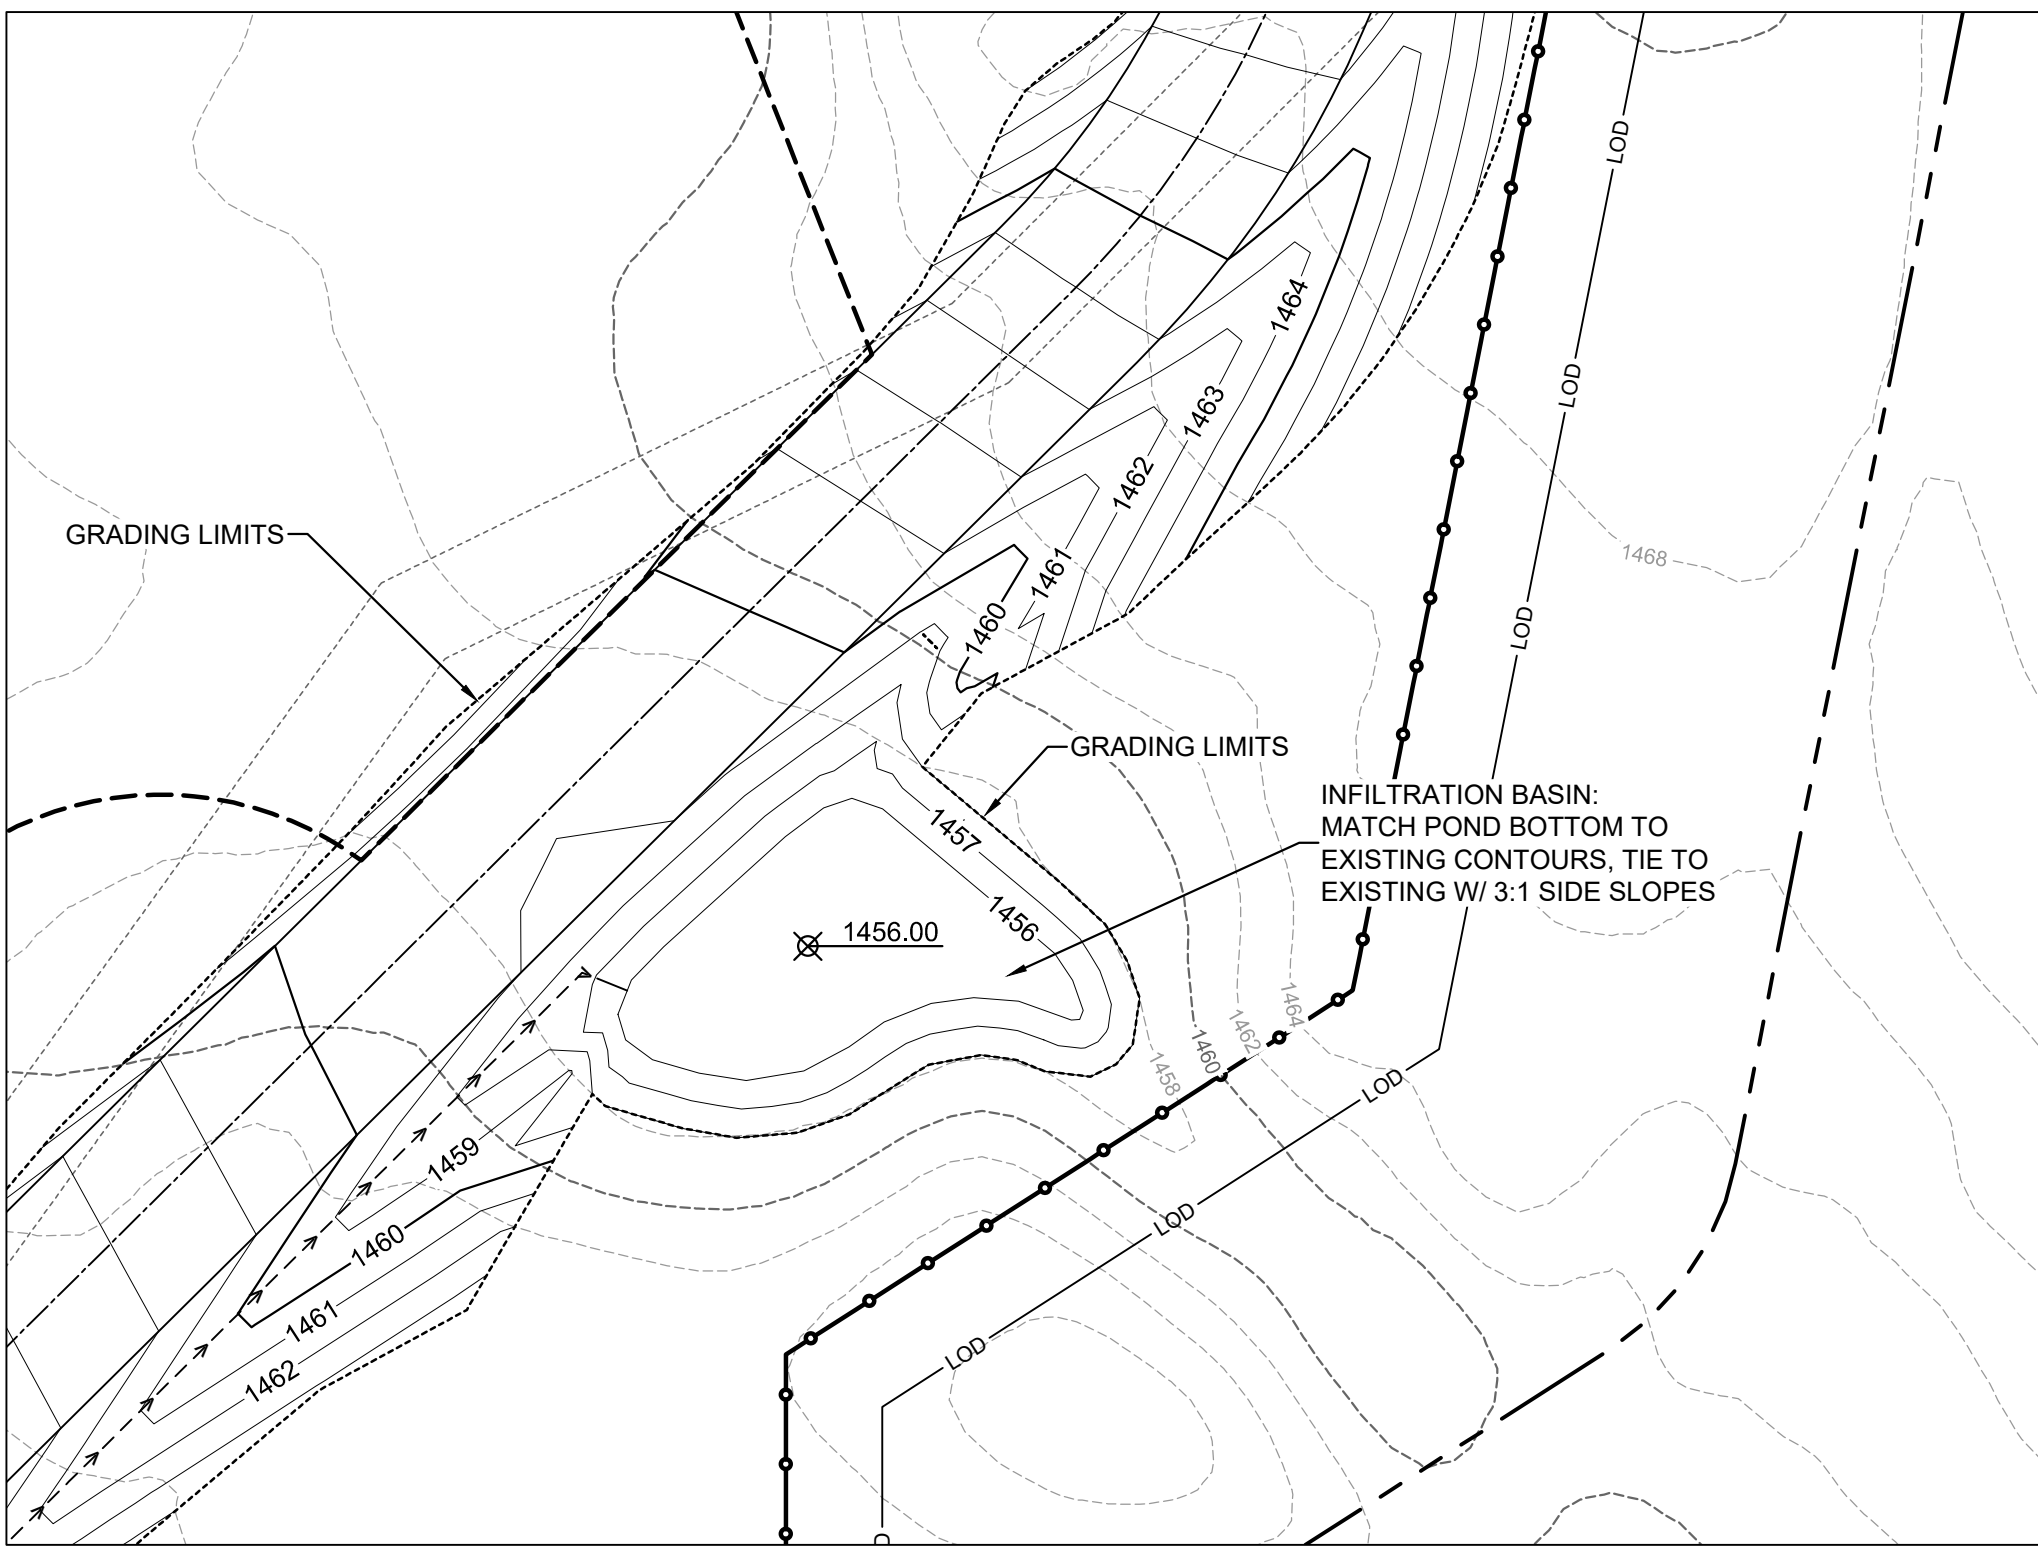 LOD
1464
LOD
1463
1462
GRADING LIMITS
1468
1461
1460
LOD
GRADING LIMITS
INFILTRATION BASIN:
MATCH POND BOTTOM TO
EXISTING CONTOURS, TIE TO
EXISTING W/ 3:1 SIDE SLOPES
1457
1456
1456.00
1464
1462
1460
1458
LOD
1459
LOD
1460
1461
LOD
1462